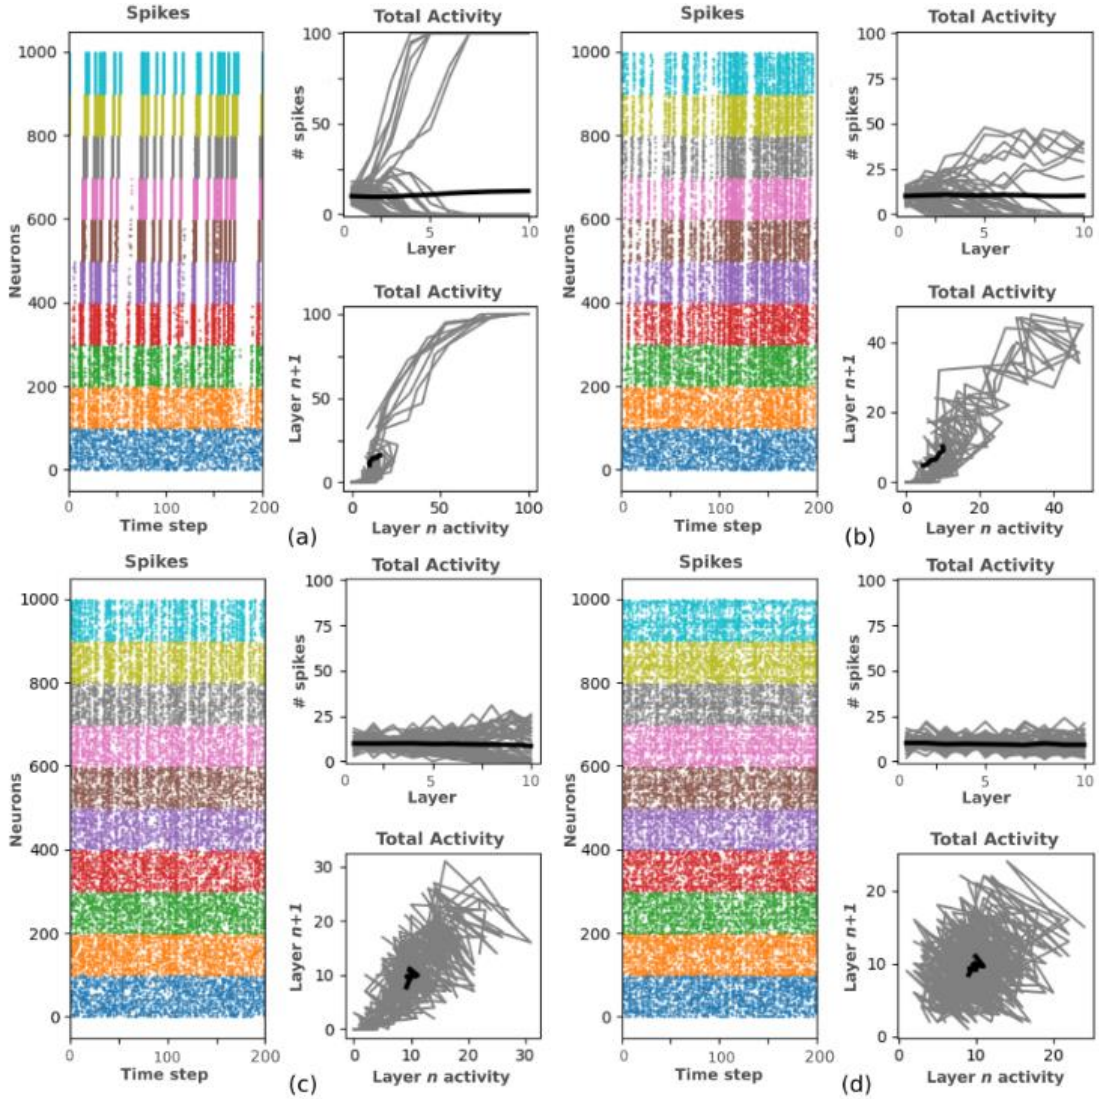 Spikes
1000
800
600
400
200
0
Neurons
0 100 200
Time step
Total Activity
100
75
50
25
0
# spikes
0 5 10
Layer
Total Activity
100
50
0
Layer n+1
0 25 50 75 100
Layer n activity
(a)
Spikes
1000
800
600
400
200
0
Neurons
0 100 200
Time step
Total Activity
100
75
50
25
0
# spikes
0 5 10
Layer
Total Activity
40
20
0
Layer n+1
0 20 40
Layer n activity
(b)
Spikes
1000
800
600
400
200
0
Neurons
0 100 200
Time step
Total Activity
100
75
50
25
0
# spikes
0 5 10
Layer
Total Activity
30
20
10
0
Layer n+1
0 10 20 30
Layer n activity
(c)
Spikes
1000
800
600
400
200
0
Neurons
0 100 200
Time step
Total Activity
100
75
50
25
0
# spikes
0 5 10
Layer
Total Activity
20
10
0
Layer n+1
0 10 20
Layer n activity
(d)